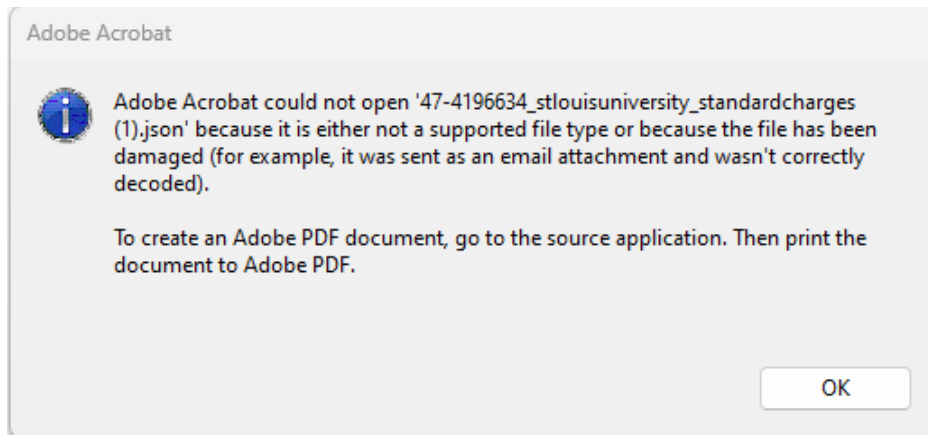 Adobe Acrobat
Adobe Acrobat could not open '47-4196634_stlouisuniversity_standardcharges
(1).json' because it is either not a supported file type or because the file has been
damaged (for example, it was sent as an email attachment and wasn't correctly
decoded).
To create an Adobe PDF document, go to the source application. Then print the
document to Adobe PDF.
OK